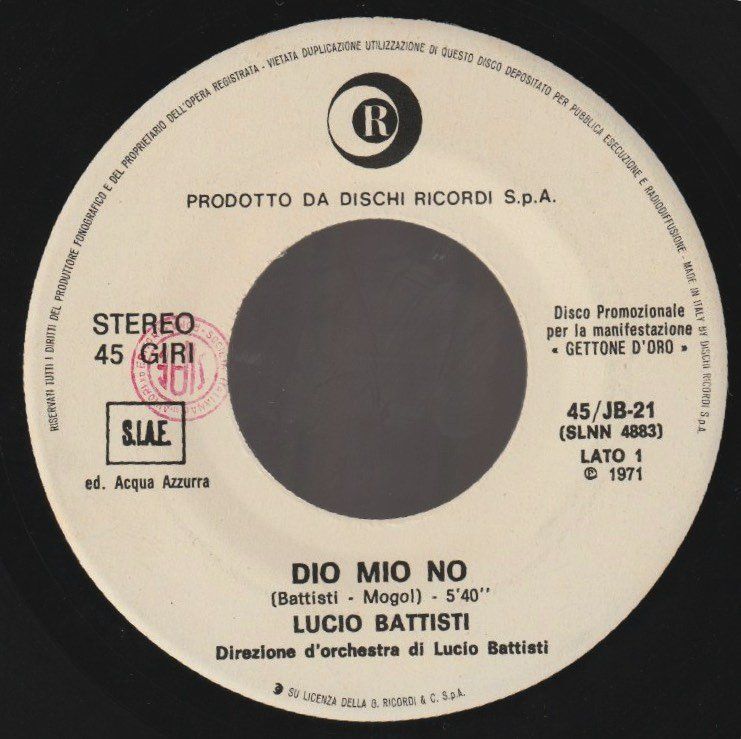 RISERVATI TUTTI I DIRITTI DEL PRODUTTORE FONOGRAFICO E DEL PROPRIETARIO DELL'OPERA REGISTRATA - VIETATA DUPLICAZIONE UTILIZZAZIONE DI QUESTO DISCO DEPOSITATO PER PUBBLICA ESECUZIONE E RADIODIFFUSIONE - MADE IN ITALY BY DISCHI RICORDI S.p.A.
R
PRODOTTO DA DISCHI RICORDI S.p.A.
STEREO
45 GIRI
S.I.A.E.
ed. Acqua Azzurra
Disco Promozionale
per la manifestazione
« GETTONE D'ORO »
45/JB-21
(SLNN 4883)
LATO 1
℗ 1971
DIO MIO NO
(Battisti - Mogol) - 5'40''
LUCIO BATTISTI
Direzione d'orchestra di Lucio Battisti
SU LICENZA DELLA G. RICORDI & C. S.p.A.